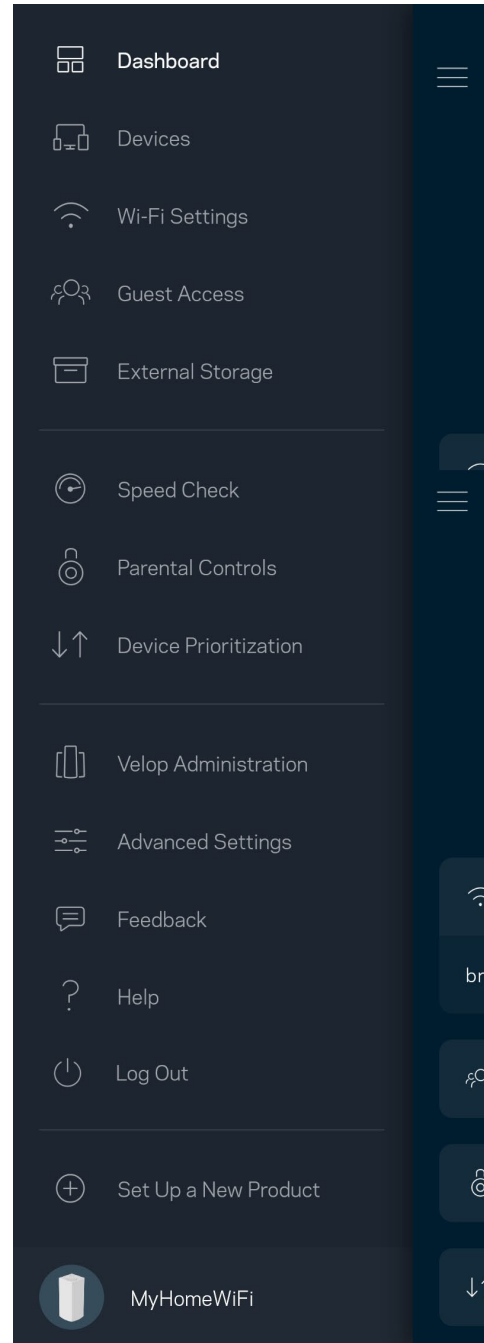 Dashboard
Devices
Wi-Fi Settings
Guest Access
External Storage
Speed Check
Parental Controls
Device Prioritization
Velop Administration
Advanced Settings
Feedback
br
Help
Log Out
Set Up a New Product
MyHomeWiFi